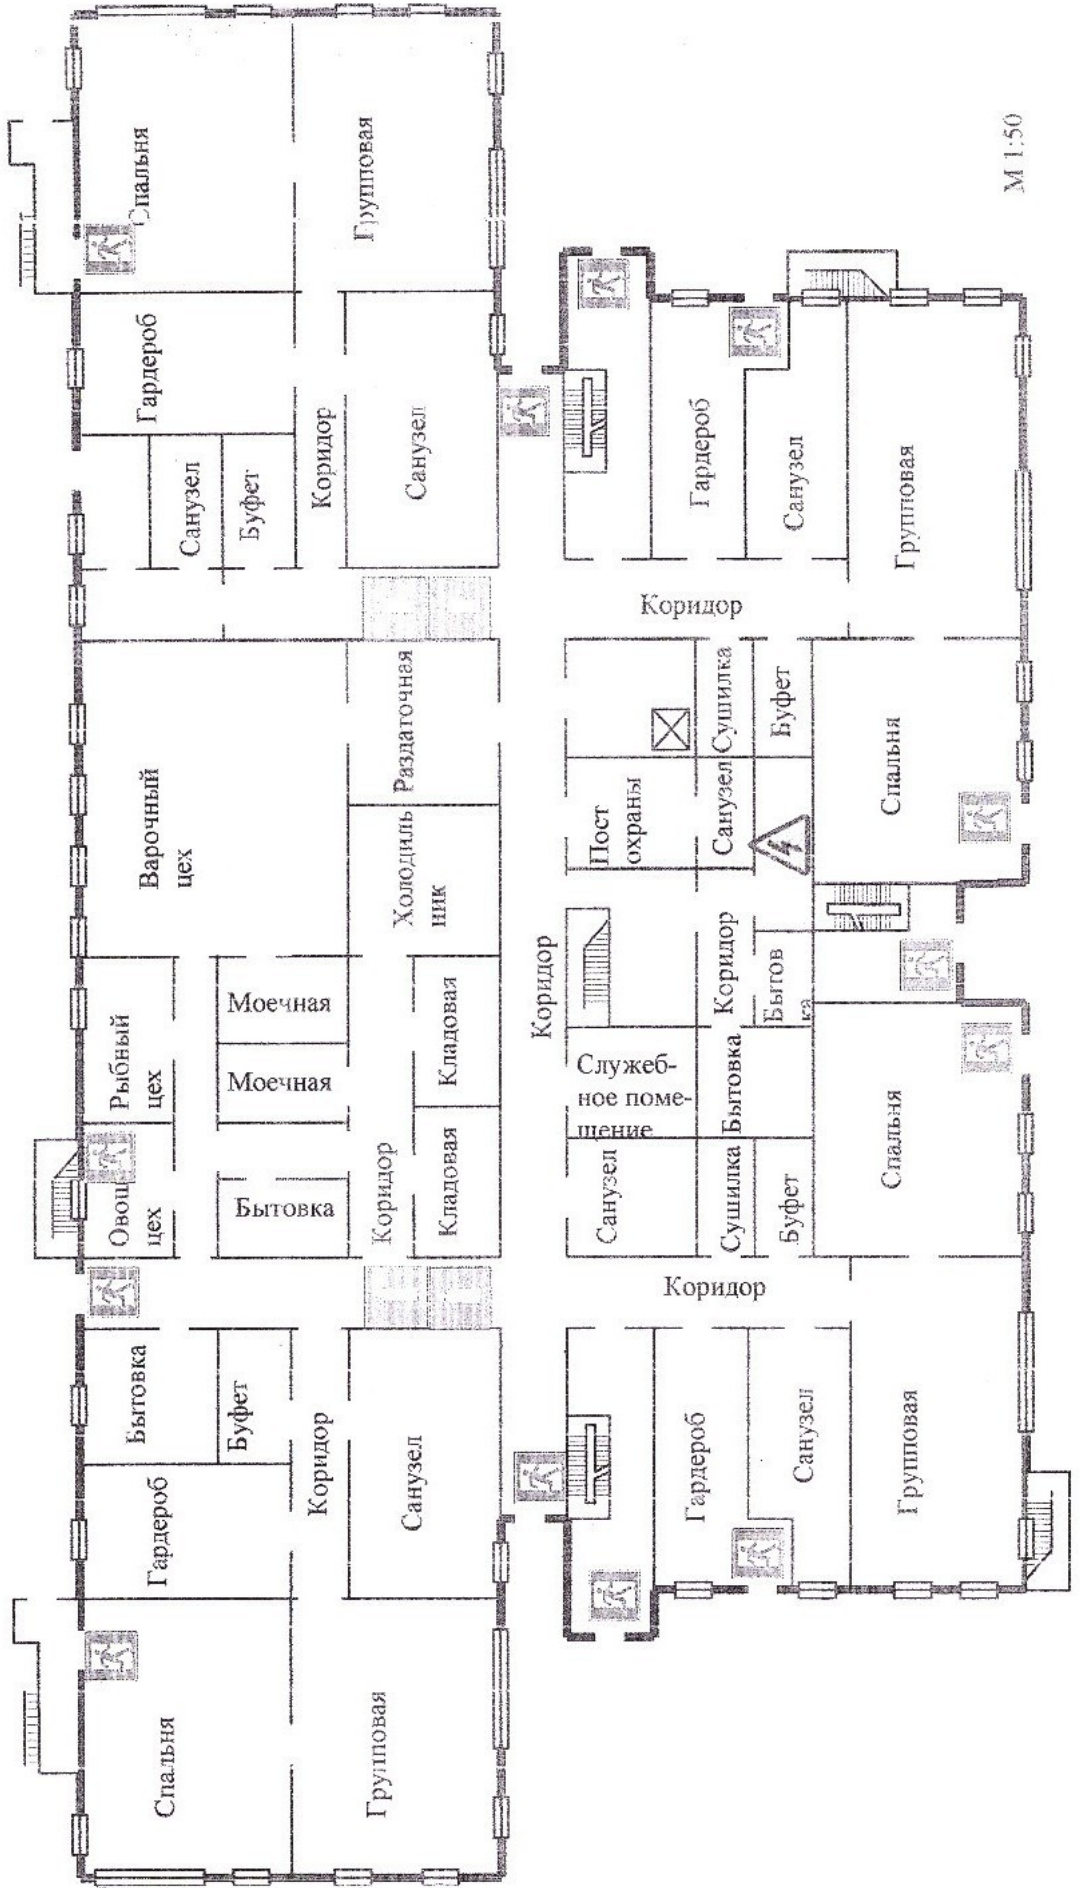 Спальня
Групповая
М 1:50
Гардероб
Санузел
Буфет
Коридор
Санузел
Гардероб
Санузел
Групповая
Коридор
Варочный
цех
Раздаточная
Холодиль
ник
Сушилка
Буфет
Пост
охраны
Санузел
Спальня
Коридор
Коридор
Бытов
ка
Рыбный
цех
Моечная
Моечная
Кладовая
Служеб-
ное поме-
щение
Бытовка
Овощ
цех
Бытовка
Коридор
Кладовая
Санузел
Сушилка
Буфет
Спальня
Коридор
Бытовка
Буфет
Гардероб
Коридор
Санузел
Гардероб
Санузел
Групповая
Спальня
Групповая